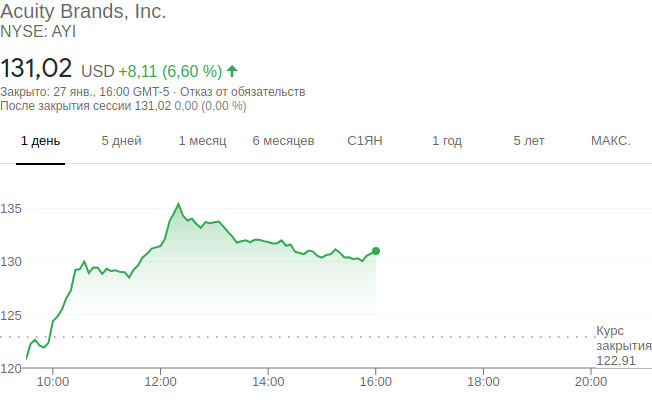 Acuity Brands, Inc.
NYSE: AYI
131,02 USD +8,11 (6,60 %)
Закрыто: 27 янв., 16:00 GMT-5 · Отказ от обязательств
После закрытия сессии 131,02 0,00 (0,00 %)
1 день 5 дней 1 месяц 6 месяцев С1ЯН 1 год 5 лет МАКС.
135
130
125
Курс
закрытия
122,91
120
10:00 12:00 14:00 16:00 18:00 20:00